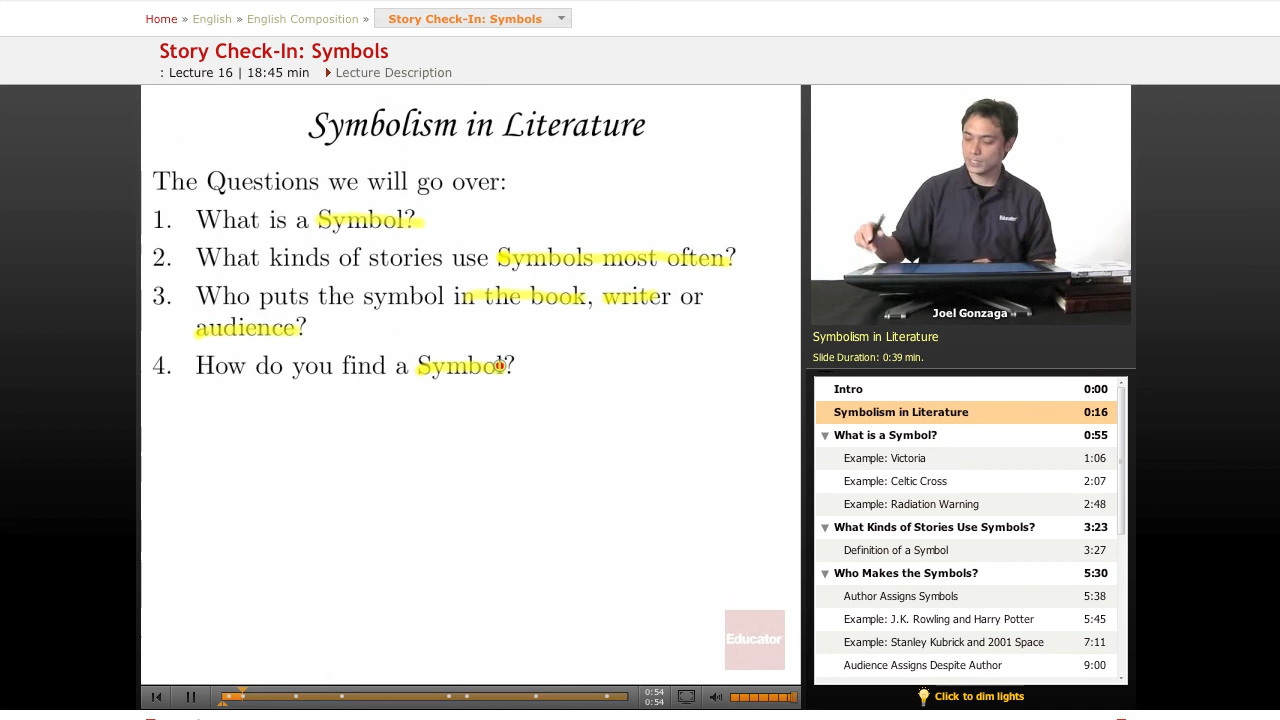 Home » English » English Composition » Story Check-In: Symbols
Story Check-In: Symbols
: Lecture 16 | 18:45 min Lecture Description
Symbolism in Literature
The Questions we will go over:
1. What is a Symbol?
2. What kinds of stories use Symbols most often?
3. Who puts the symbol in the book, writer or
audience?
4. How do you find a Symbol?
Educator
Educator
Joel Gonzaga
Symbolism in Literature
Slide Duration: 0:39 min.
Intro 0:00
Symbolism in Literature 0:16
What is a Symbol? 0:55
Example: Victoria 1:06
Example: Celtic Cross 2:07
Example: Radiation Warning 2:48
What Kinds of Stories Use Symbols? 3:23
Definition of a Symbol 3:27
Who Makes the Symbols? 5:30
Author Assigns Symbols 5:38
Example: J.K. Rowling and Harry Potter 5:45
Example: Stanley Kubrick and 2001 Space 7:11
Audience Assigns Despite Author 9:00
0:54
0:54
Click to dim lights